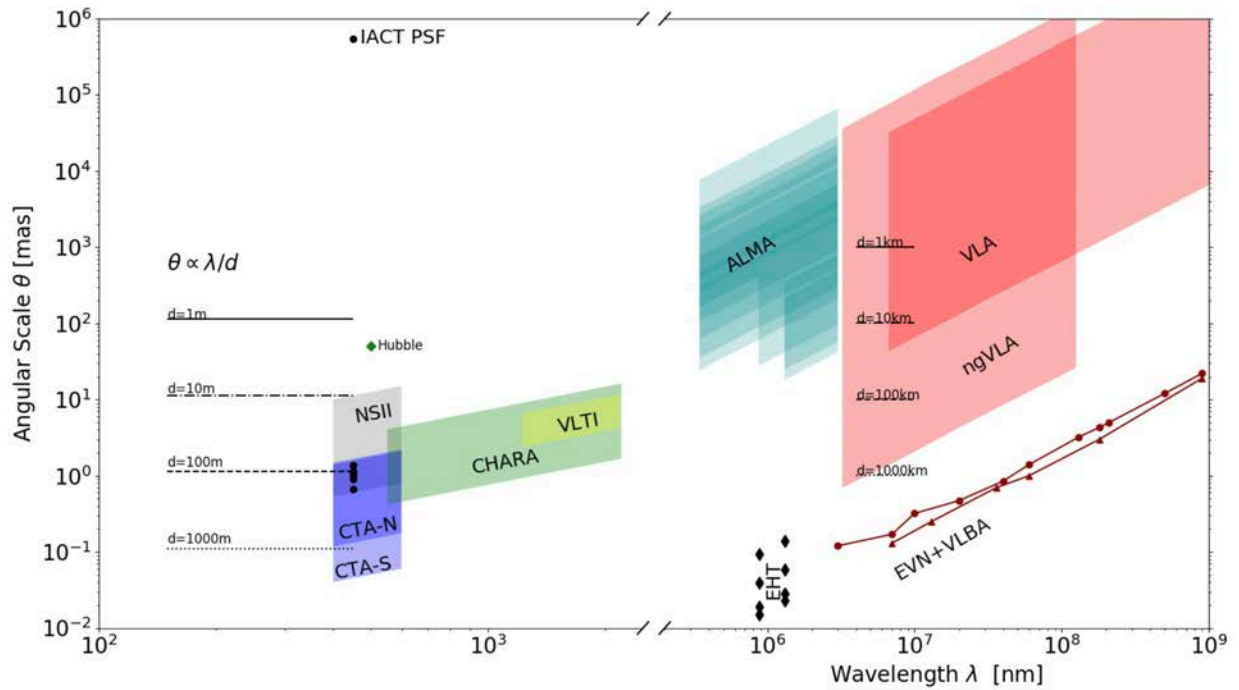 10^6
10^5
10^4
10^3
10^2
10^1
10^0
10^-1
10^-2
Angular Scale θ [mas]
IACT PSF
θ ∝ λ/d
d=1m
Hubble
d=10m
NSII
d=100m
CTA-N
d=1000m
CTA-S
CHARA
VLTI
ALMA
VLA
ngVLA
d=1km
d=10km
d=100km
d=1000km
EHT
EVN+VLBA
10^2
10^3
10^6
10^7
10^8
10^9
Wavelength λ [nm]